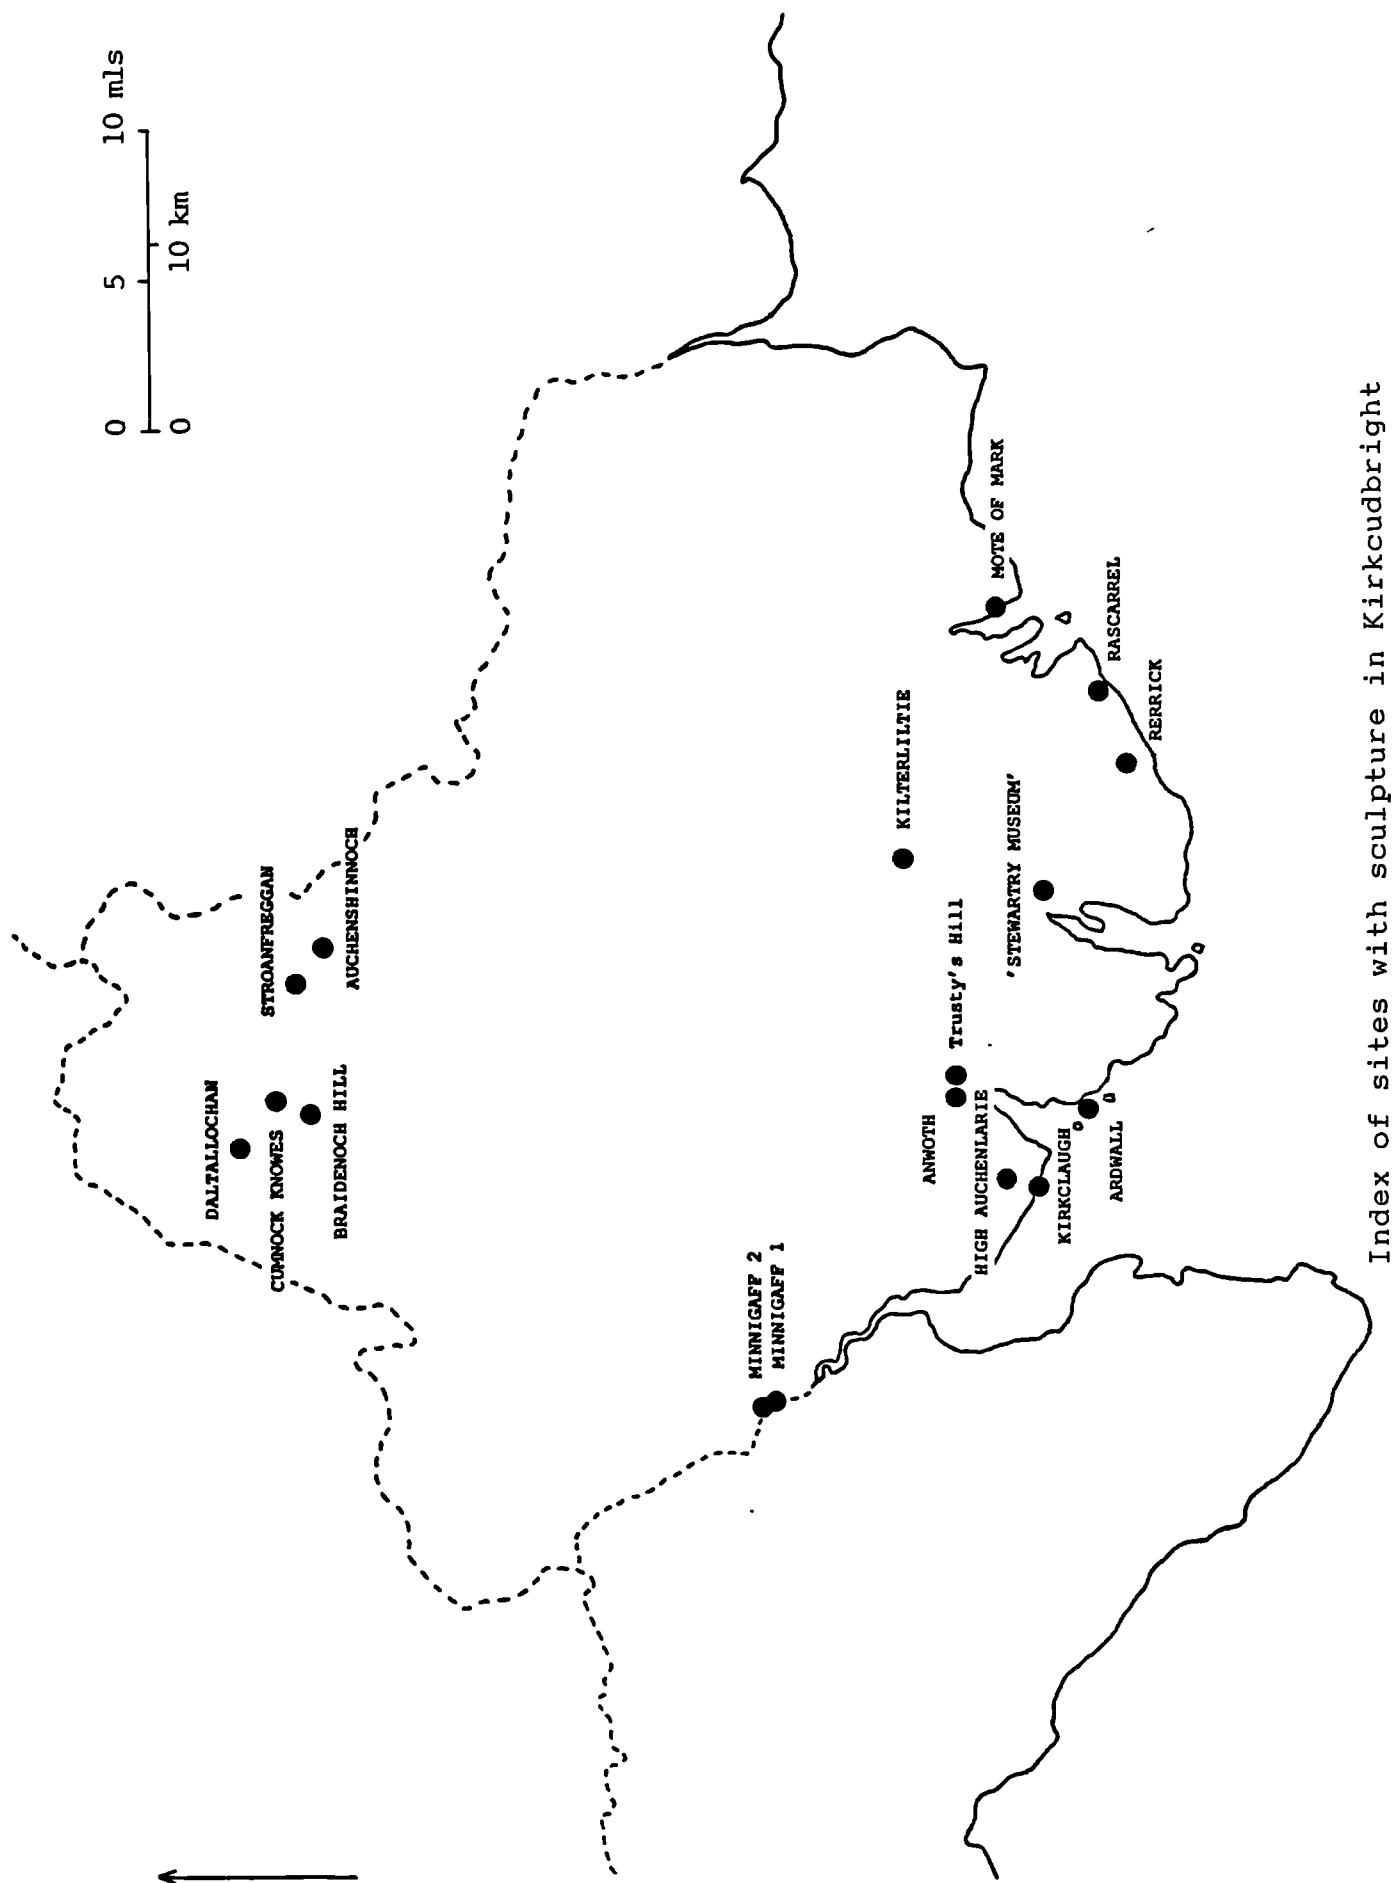 0 5 10 mls
0 10 km
DALTALLOCHAN
CUMNOCK KNOWES
BRAIDENOCH HILL
STROANFREGGAN
AUCHENSHINNOCH
MINNIGAFF 2
MINNIGAFF 1
KILTERLILTIE
ANWOTH
Trusty's Hill
HIGH AUCHENLARIE
KIRKCLAUGH
ARDWALL
'STEWARTRY MUSEUM'
MOTE OF MARK
RASCARREL
RERRICK
Index of sites with sculpture in Kirkcudbright